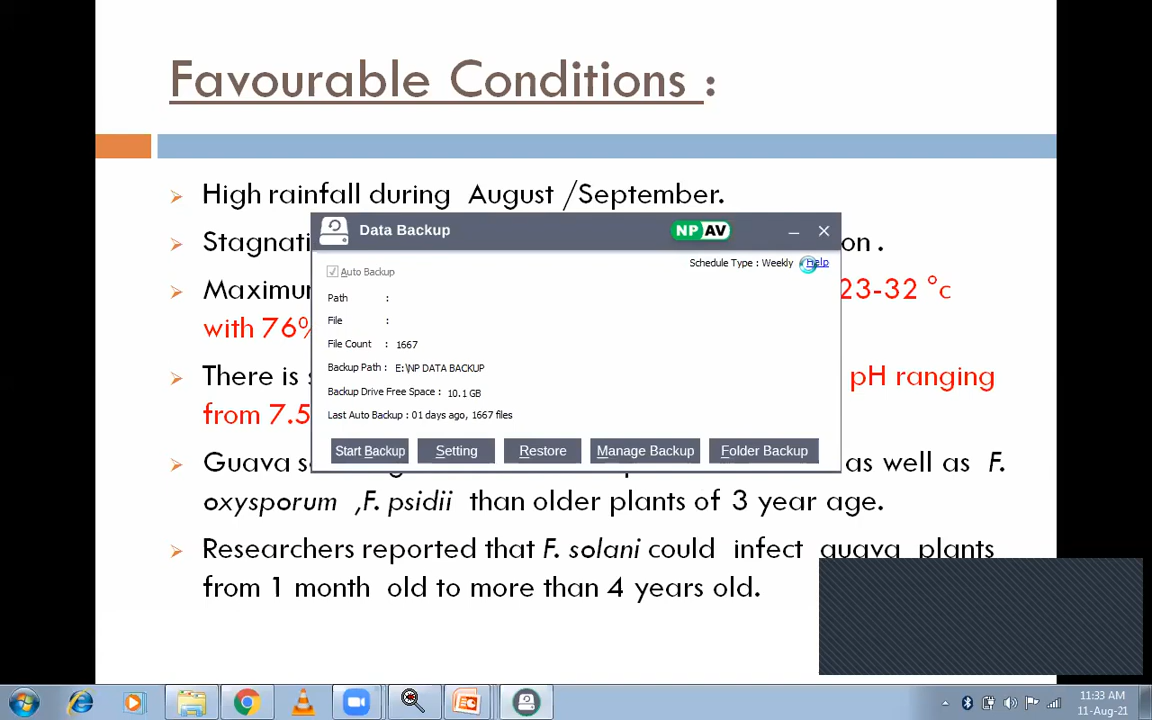 Favourable Conditions :
High rainfall during August /September.
Data Backup
NP AV
Schedule Type : Weekly Help
Auto Backup
Path :
File :
File Count : 1667
Backup Path : E:\NP DATA BACKUP
Backup Drive Free Space : 10.1 GB
Last Auto Backup : 01 days ago, 1667 files
Start Backup Setting Restore Manage Backup Folder Backup
on .
23-32 °c
with 76%
There is
pH ranging
from 7.5
Guava as well as F.
oxysporum ,F. psidii than older plants of 3 year age.
Researchers reported that F. solani could infect guava plants
from 1 month old to more than 4 years old.
11:33 AM
11-Aug-21